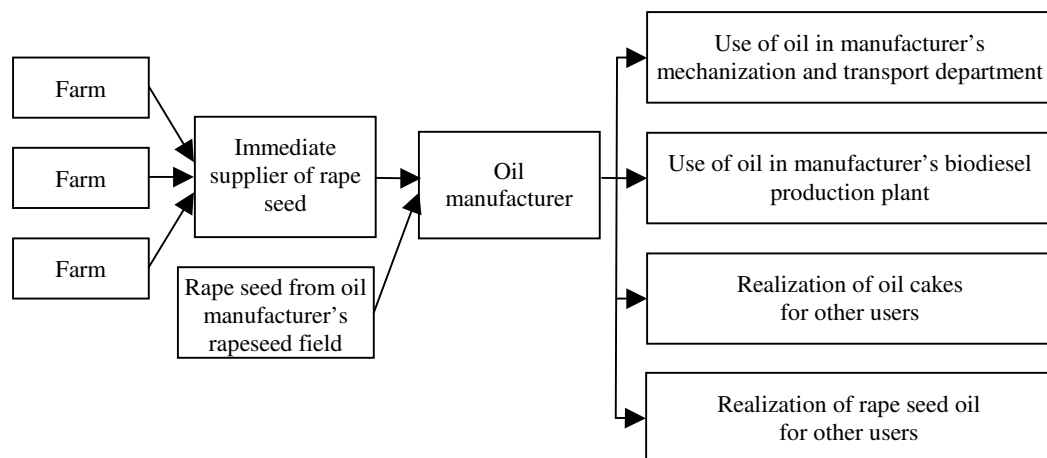 Farm
Farm
Farm
Immediate
supplier of rape
seed
Rape seed from oil
manufacturer’s
rapeseed field
Oil
manufacturer
Use of oil in manufacturer’s
mechanization and transport department
Use of oil in manufacturer’s biodiesel
production plant
Realization of oil cakes
for other users
Realization of rape seed oil
for other users